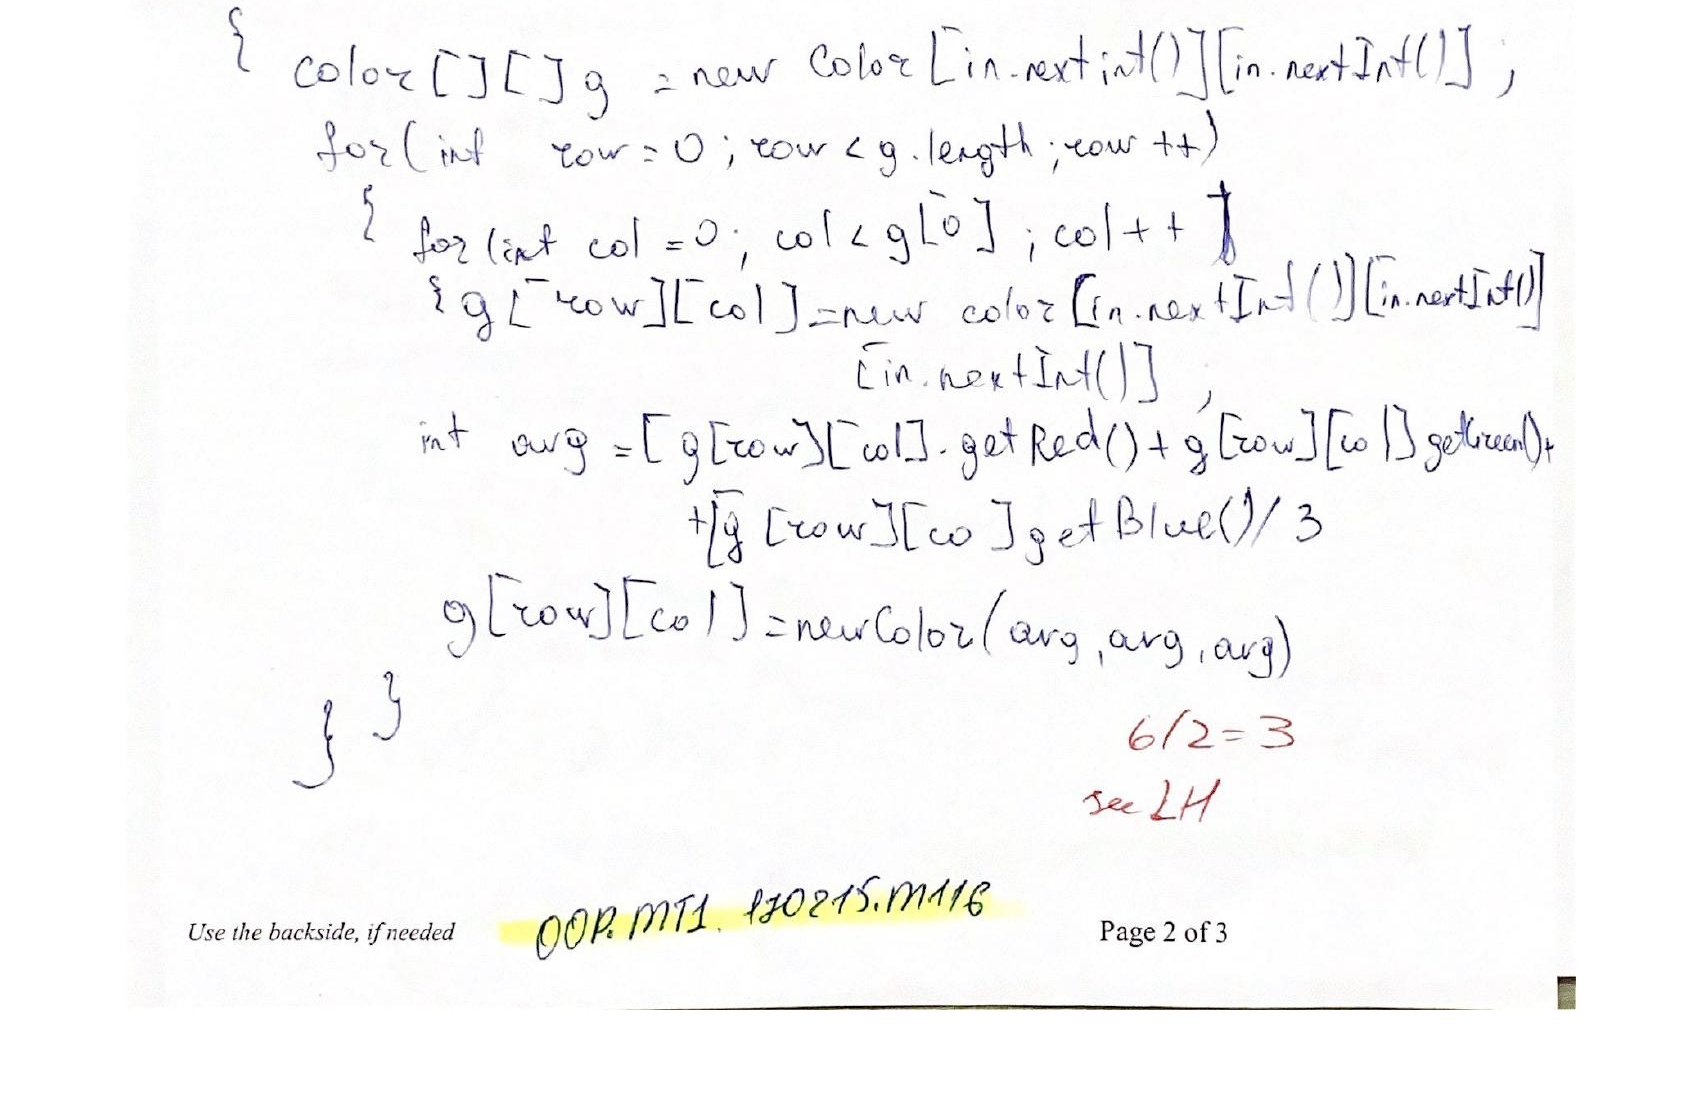 { color[][]g = new Color[in.nextint()][in.nextInt()];
for(int row=0; row<g.length; row++)
{ for(int col=0; col<g[0]; col++]
{g[row][col]=new color[in.nextInt()][in.nextInt()]
[in.nextInt()];
int avg=[g[row][col].getRed()+g[row][col]getGreen()+
+[g[row][co]getBlue()/3
g[row][col]=newColor(avg,avg,avg)
}
}
6/2=3
see LH
Use the backside, if needed OOP.MT1.170215.M116 Page 2 of 3